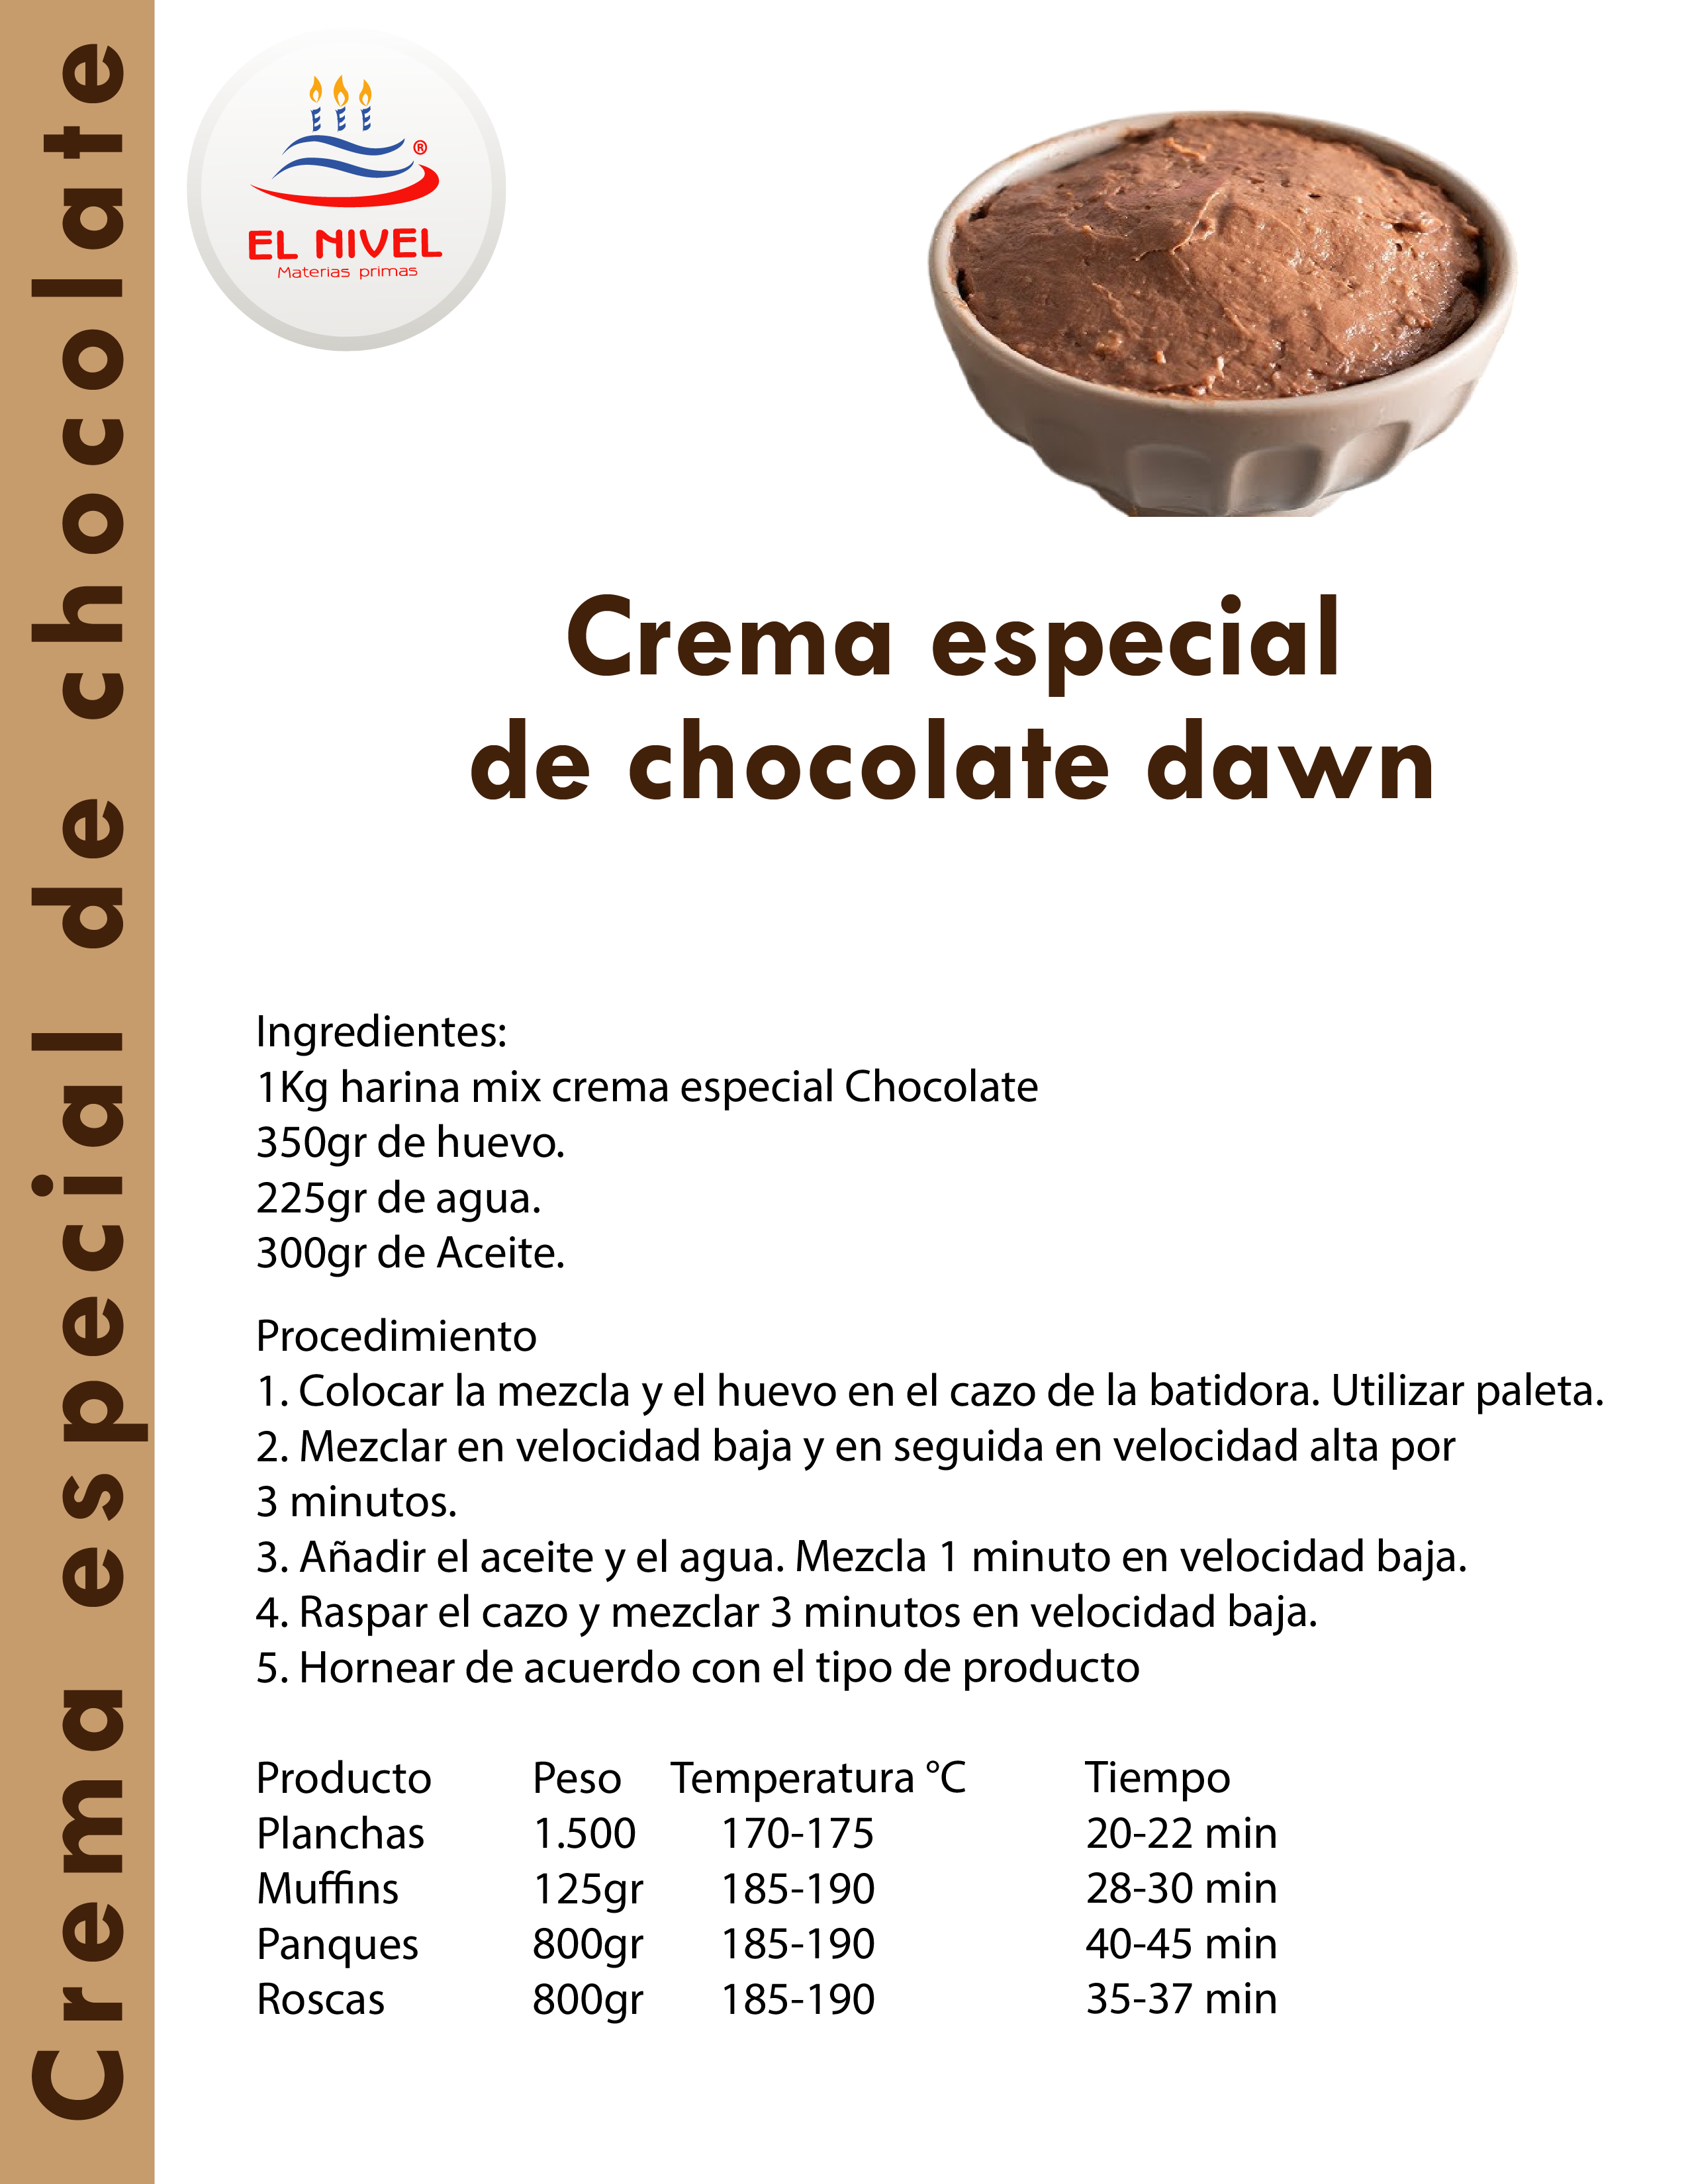 Crema especial de chocolate
®
EL NIVEL
Materias primas
Crema especial
de chocolate dawn
Ingredientes:
1Kg harina mix crema especial Chocolate
350gr de huevo.
225gr de agua.
300gr de Aceite.
Procedimiento
1. Colocar la mezcla y el huevo en el cazo de la batidora. Utilizar paleta.
2. Mezclar en velocidad baja y en seguida en velocidad alta por
3 minutos.
3. Añadir el aceite y el agua. Mezcla 1 minuto en velocidad baja.
4. Raspar el cazo y mezclar 3 minutos en velocidad baja.
5. Hornear de acuerdo con el tipo de producto
Producto Peso Temperatura °C Tiempo
Planchas 1.500 170-175 20-22 min
Muffins 125gr 185-190 28-30 min
Panques 800gr 185-190 40-45 min
Roscas 800gr 185-190 35-37 min